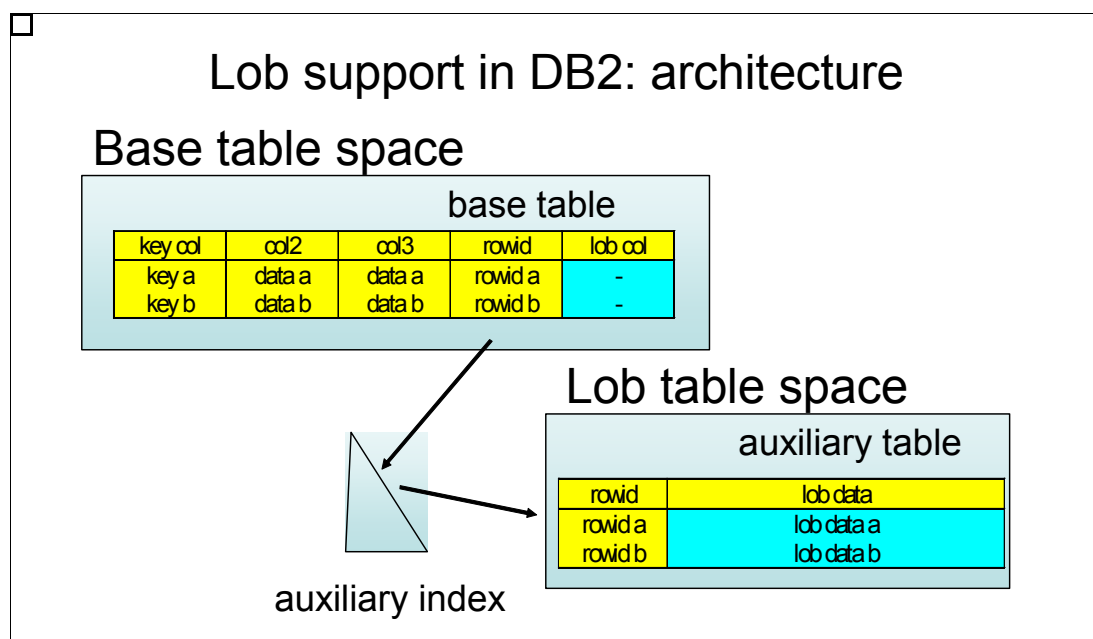 Lob support in DB2: architecture
Base table space
base table
key col col2 col3 rowid lob col
key a data a data a rowid a -
key b data b data b rowid b -
Lob table space
auxiliary table
rowid lob data
rowid a lob data a
rowid b lob data b
auxiliary index